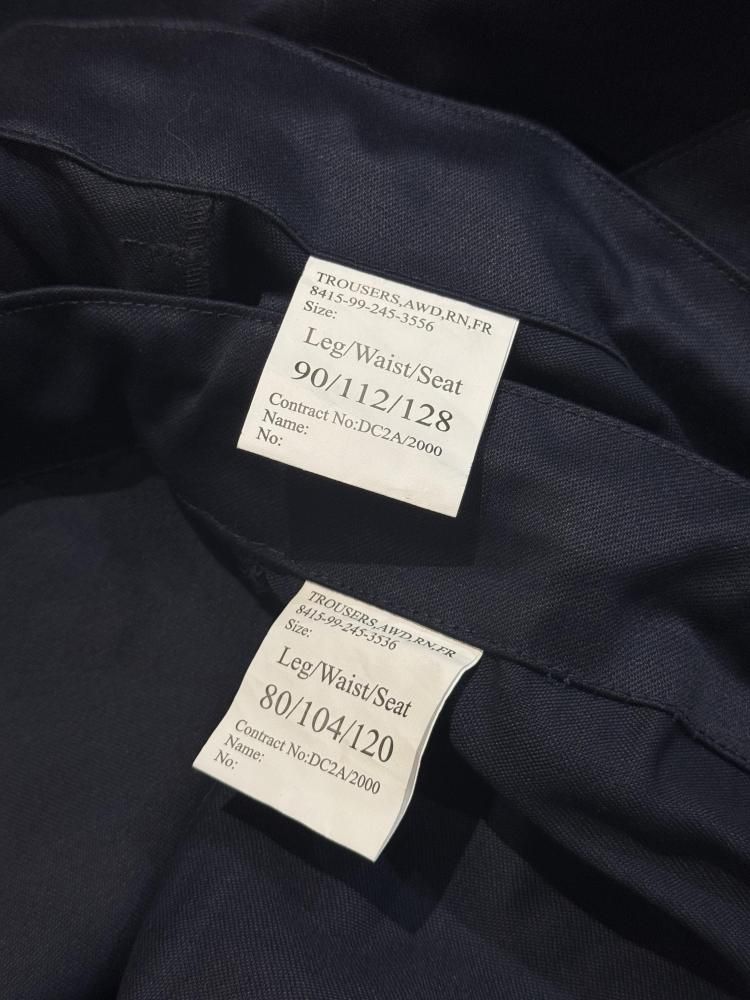 TROUSERS,AWD,RN,FR
8415-99-245-3556
Size:
Leg/Waist/Seat
90/112/128
Contract No:DC2A/2000
Name:
No:
TROUSERS,AWD,RN,FR
8415-99-245-3536
Size:
Leg/Waist/Seat
80/104/120
Contract No:DC2A/2000
Name:
No: